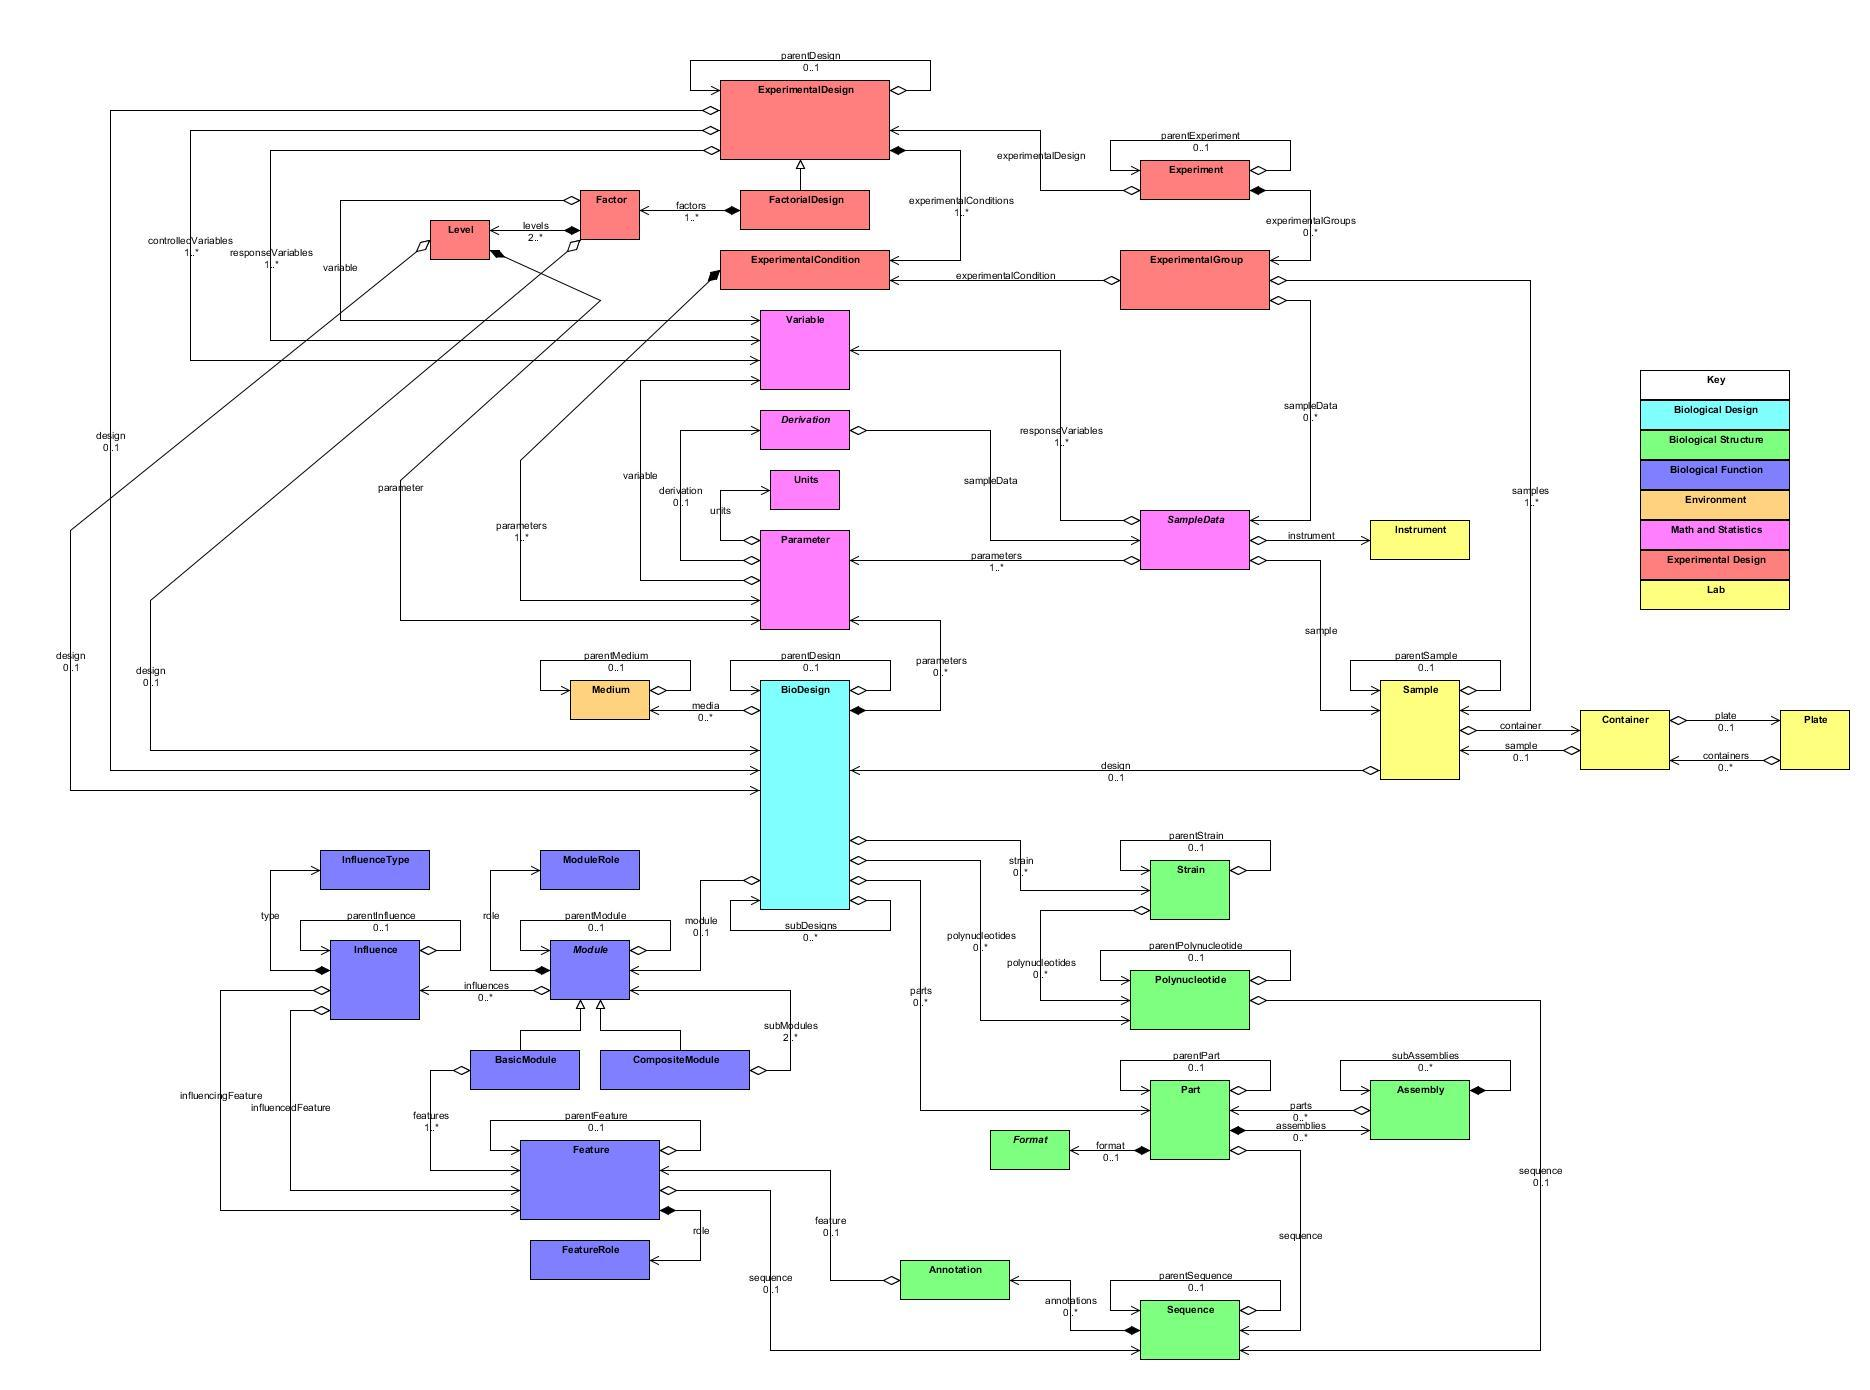 parentDesign
0..1
ExperimentalDesign
parentExperiment
0..1
experimentalDesign
Experiment
FactorialDesign
Factor
factors
1..*
experimentalConditions
1..*
experimentalGroups
0..*
Level
levels
2..*
controlledVariables
1..*
responseVariables
1..*
variable
ExperimentalCondition
experimentalCondition
ExperimentalGroup
Variable
Key
Biological Design
Biological Structure
Biological Function
Environment
Math and Statistics
Experimental Design
Lab
sampleData
0..*
Derivation
responseVariables
1..*
design
0..1
variable
Units
sampleData
parameter
derivation
0..1
units
samples
1..*
parameters
1..*
SampleData
Instrument
instrument
Parameter
parameters
1..*
sample
design
0..1
design
0..1
parentMedium
0..1
parentDesign
0..1
parameters
0..*
parentSample
0..1
Medium
BioDesign
Sample
media
0..*
container
Container
plate
0..1
Plate
sample
0..1
containers
0..*
design
0..1
parentStrain
0..1
InfluenceType
ModuleRole
strain
0..*
Strain
type
parentInfluence
0..1
role
parentModule
0..1
module
0..1
subDesigns
0..*
polynucleotides
0..*
parentPolynucleotide
0..1
Influence
Module
polynucleotides
0..*
Polynucleotide
influences
0..*
parts
0..*
subModules
2..*
BasicModule
CompositeModule
parentPart
0..1
subAssemblies
0..*
influencingFeature
influencedFeature
Part
Assembly
features
1..*
parentFeature
0..1
parts
0..*
assemblies
0..*
Feature
Format
format
0..1
sequence
0..1
role
feature
0..1
sequence
FeatureRole
sequence
0..1
Annotation
parentSequence
0..1
annotations
0..*
Sequence